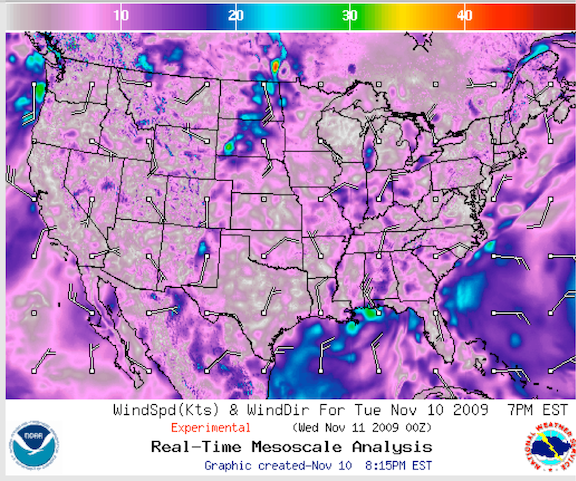 10 20 30 40
WindSpd(Kts) & WindDir For Tue Nov 10 2009 7PM EST
Experimental (Wed Nov 11 2009 00Z)
Real-Time Mesoscale Analysis
Graphic created-Nov 10 8:15PM EST
NOAA
NATIONAL WEATHER SERVICE